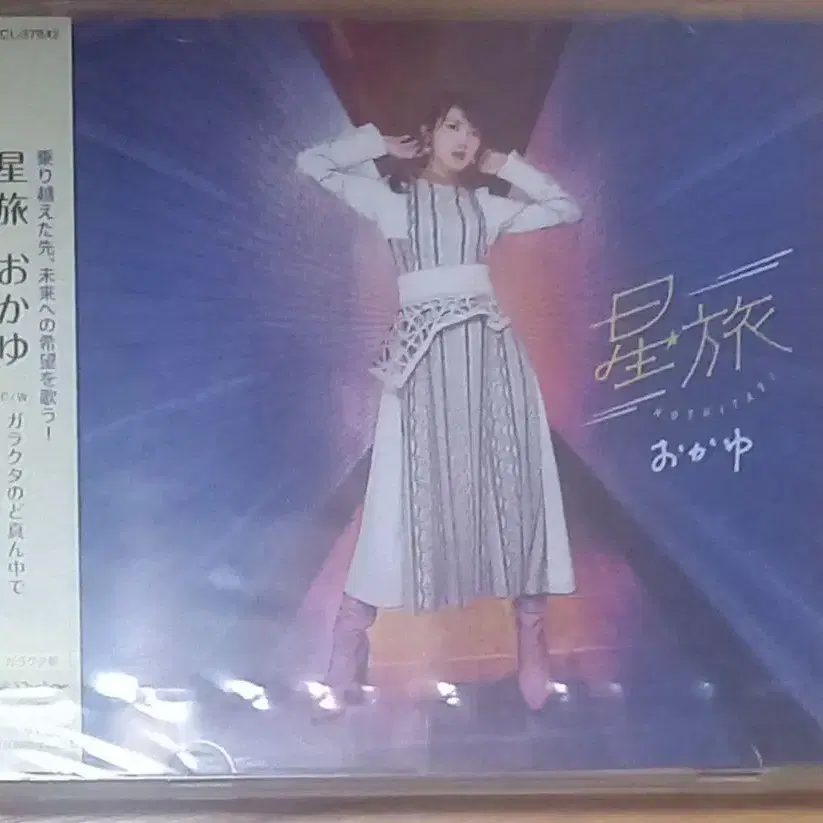 星旅 おかゆ
乗り越えた先、未来への希望を歌う！
C/W ガラクタのど真ん中で
星旅
HOSHITABI
おかゆ